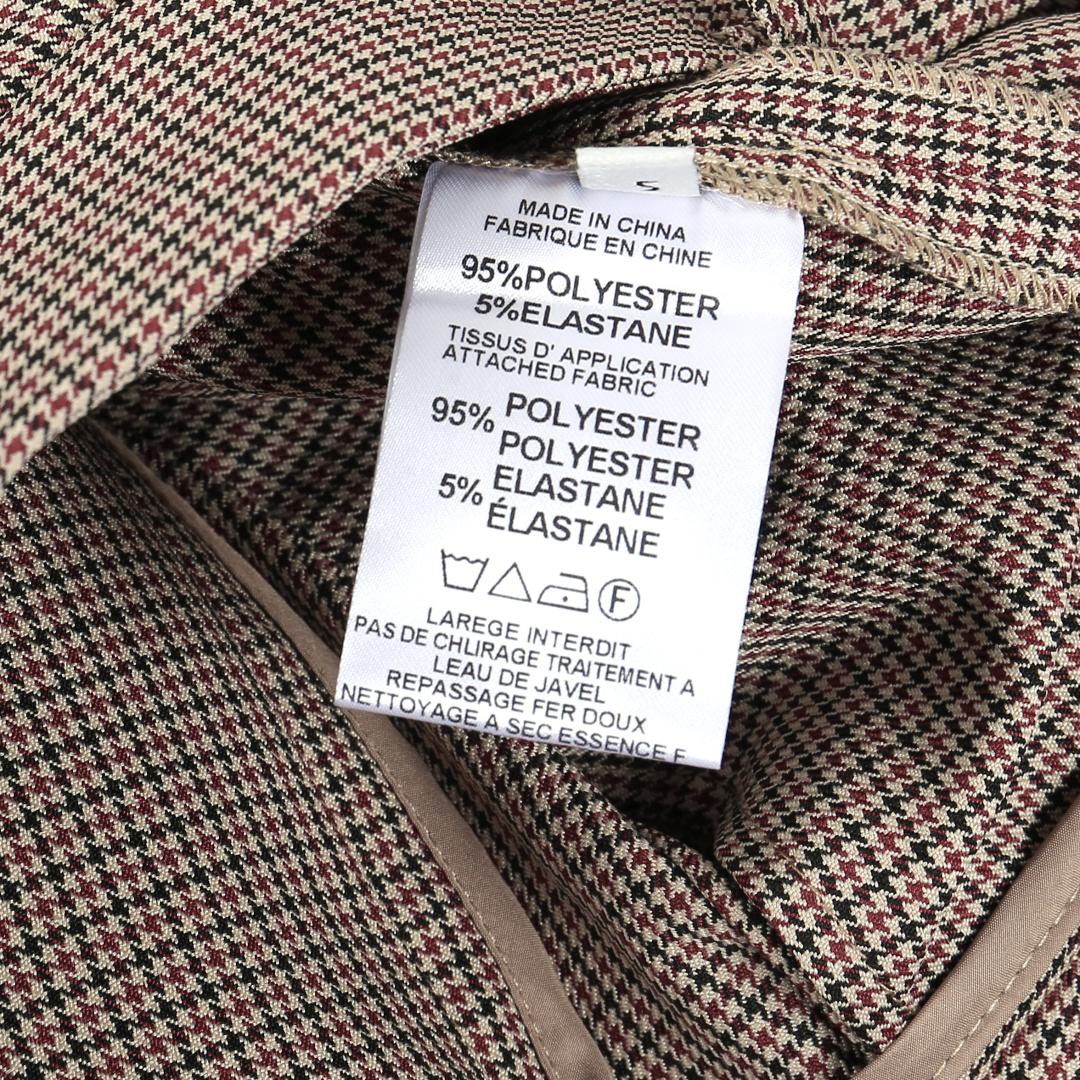 S
MADE IN CHINA
FABRIQUE EN CHINE
95%POLYESTER
5%ELASTANE
TISSUS D' APPLICATION
ATTACHED FABRIC
95% POLYESTER
POLYESTER
5% ELASTANE
ÉLASTANE
F
LAREGE INTERDIT
PAS DE CHLIRAGE TRAITEMENT A
LEAU DE JAVEL
REPASSAGE FER DOUX
NETTOYAGE A SEC ESSENCE F